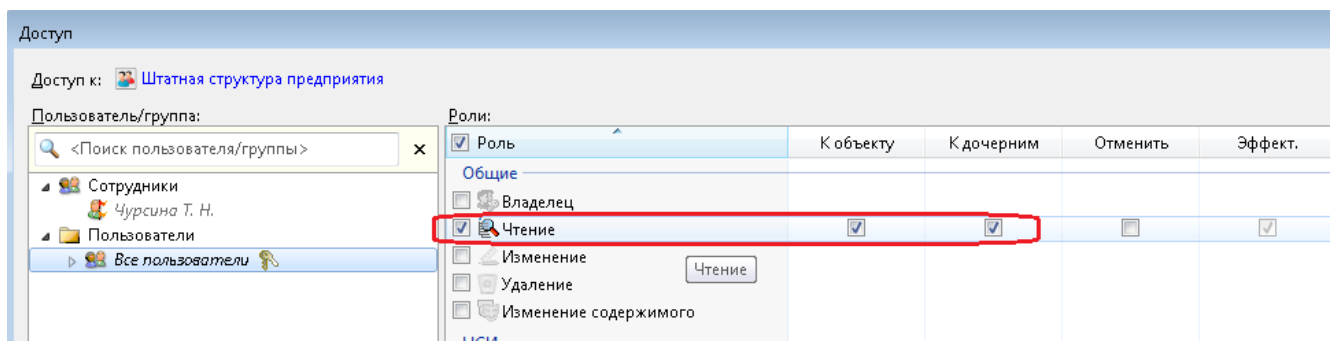 Доступ
Доступ к: Штатная структура предприятия
Пользователь/группа:
Роли:
<Поиск пользователя/группы>
Роль К объекту К дочерним Отменить Эффект.
Сотрудники
Чурсина Т. Н.
Пользователи
Все пользователи
Общие
Владелец
Чтение
Изменение
Чтение
Удаление
Изменение содержимого
НСИ